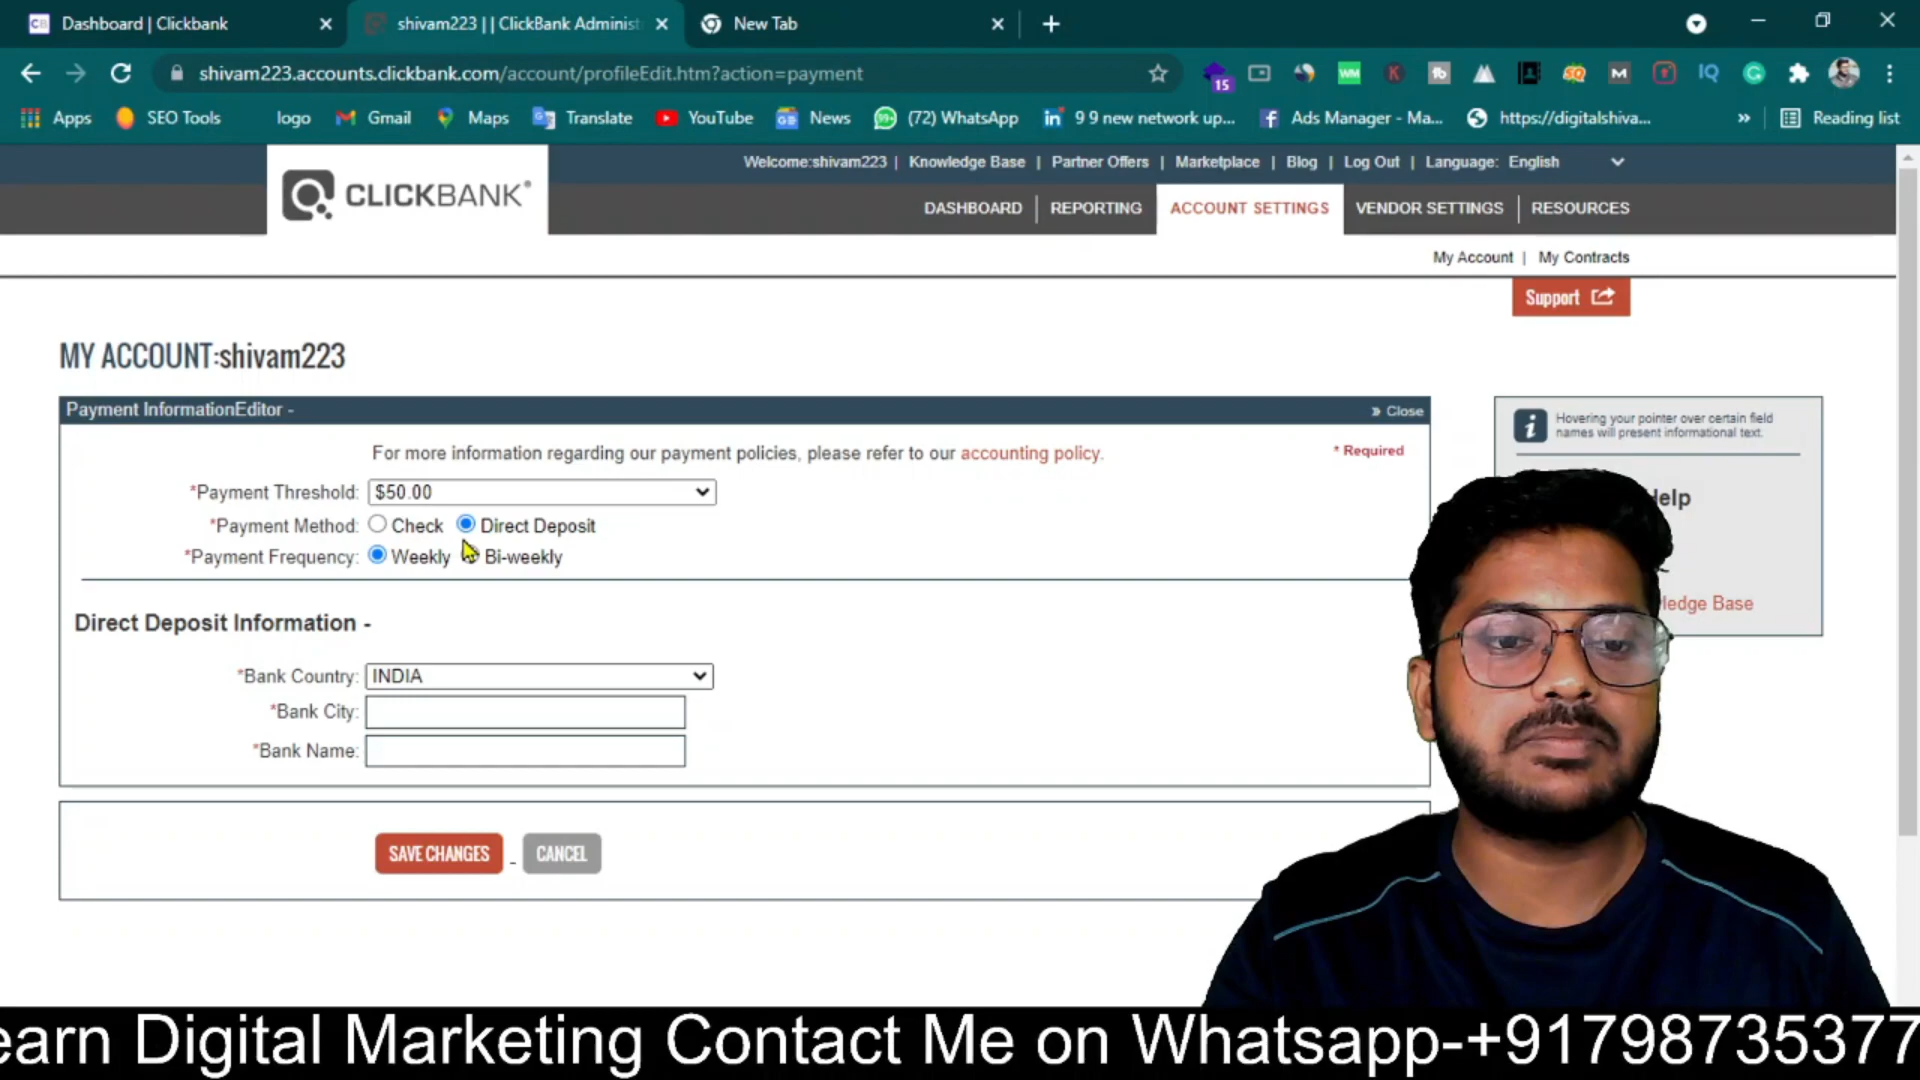 Dashboard | Clickbank
shivam223 | | ClickBank Administ
New Tab
shivam223.accounts.clickbank.com/account/profileEdit.htm?action=payment
15
Apps
SEO Tools
logo
Gmail
Maps
Translate
YouTube
News
(72) WhatsApp
9 9 new network up...
Ads Manager - Ma...
https://digitalshiva...
»
Reading list
Welcome:shivam223 | Knowledge Base | Partner Offers | Marketplace | Blog | Log Out | Language: English
CLICKBANK®
DASHBOARD | REPORTING ACCOUNT SETTINGS VENDOR SETTINGS | RESOURCES
My Account | My Contracts
Support
MY ACCOUNT:shivam223
Payment InformationEditor -
» Close
For more information regarding our payment policies, please refer to our accounting policy.
* Required
*Payment Threshold: $50.00
*Payment Method: Check Direct Deposit
*Payment Frequency: Weekly Bi-weekly
Direct Deposit Information -
*Bank Country: INDIA
*Bank City:
*Bank Name:
SAVE CHANGES - CANCEL
Hovering your pointer over certain field
names will present informational text.
Help
ledge Base
earn Digital Marketing Contact Me on Whatsapp-+91798735377